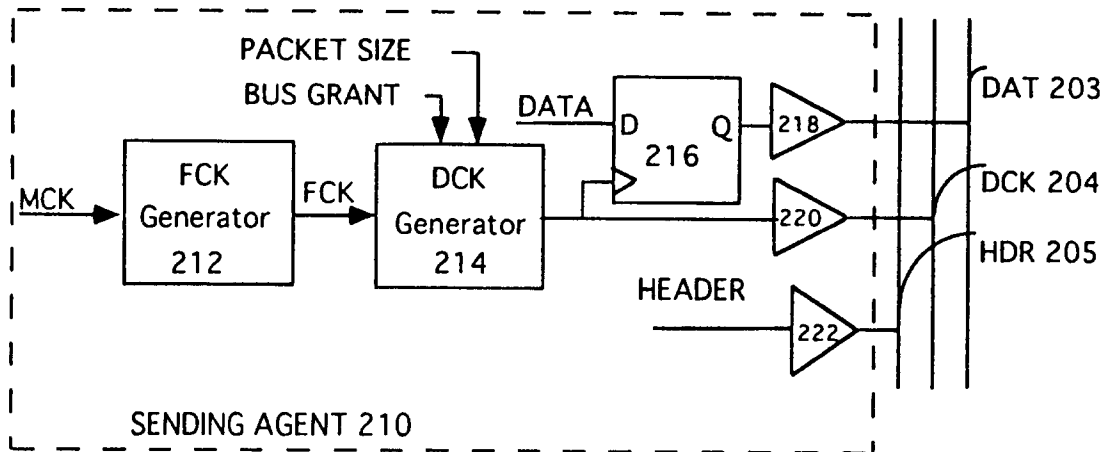 PACKET SIZE
BUS GRANT
DATA
D Q
216
218
DAT 203
MCK
FCK
Generator
212
FCK
DCK
Generator
214
220
DCK 204
HDR 205
HEADER
222
SENDING AGENT 210